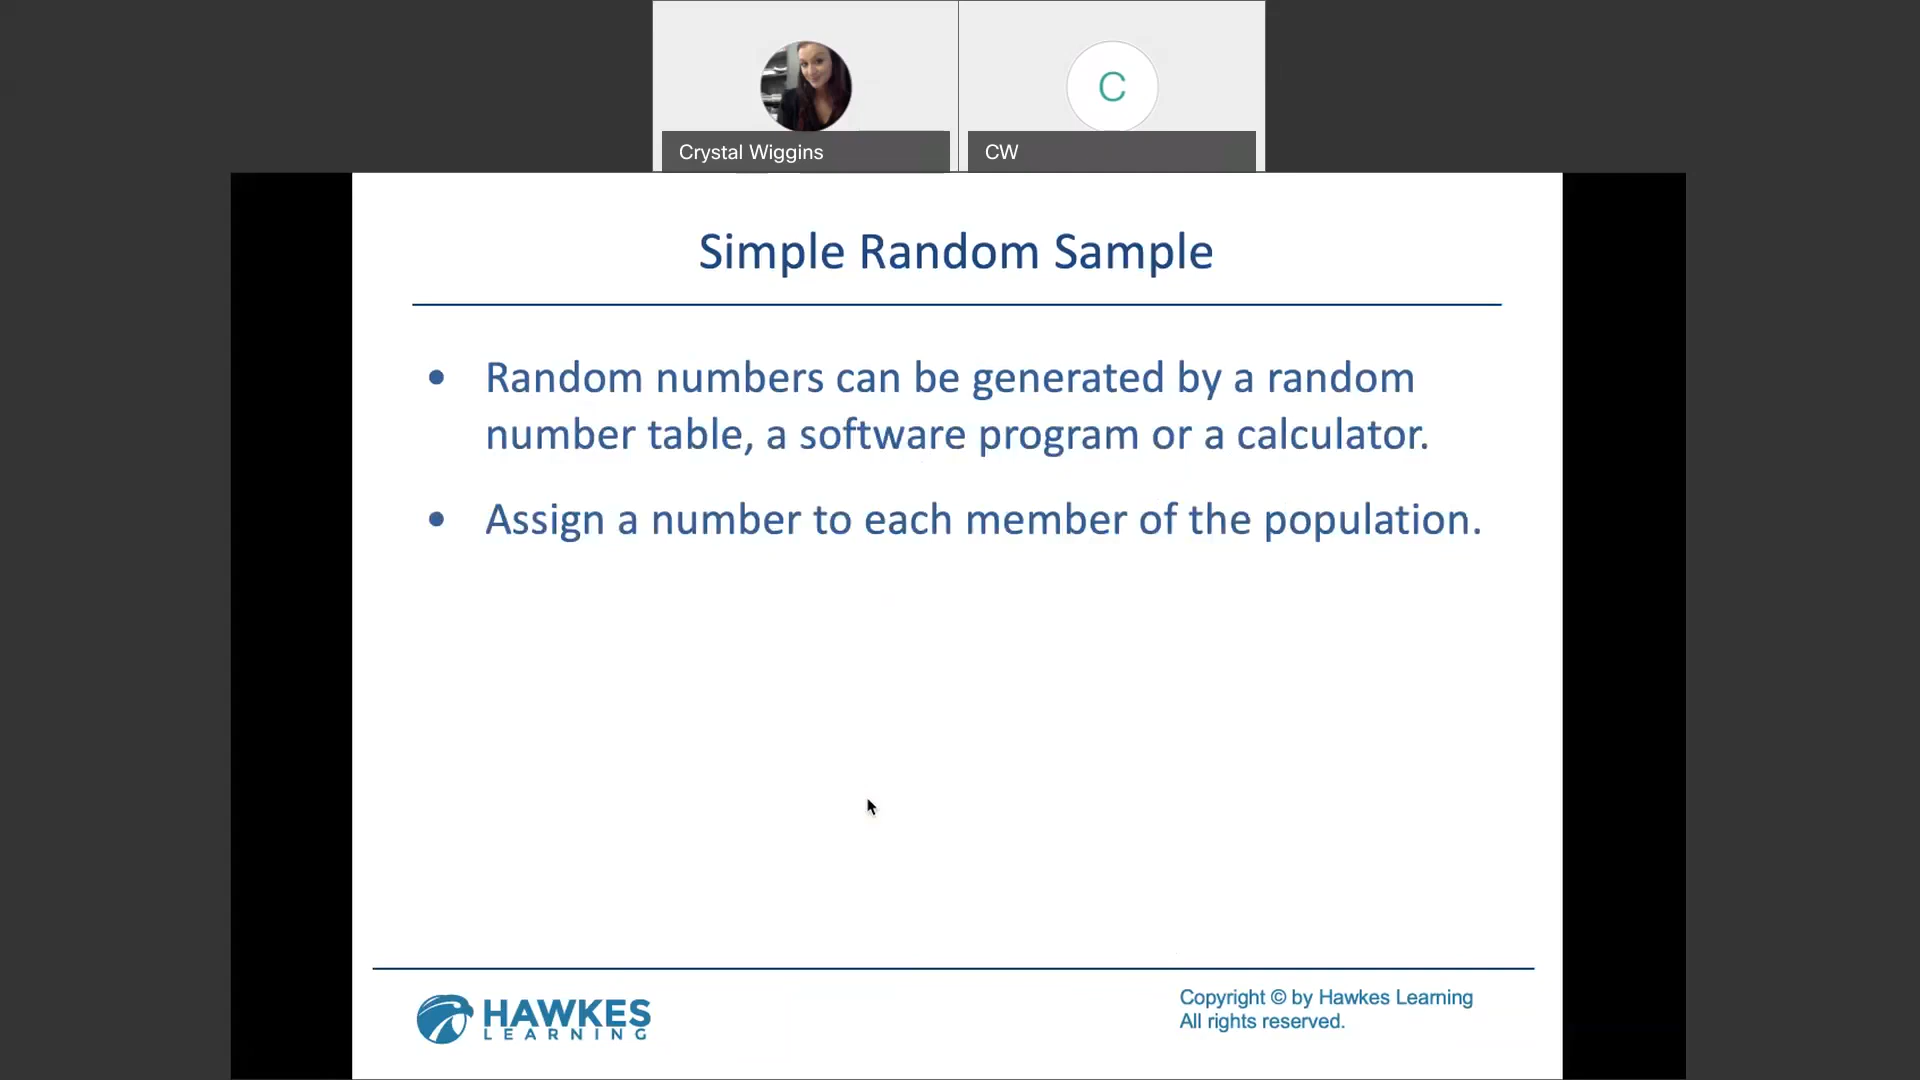 C
Crystal Wiggins
CW
Simple Random Sample
• Random numbers can be generated by a random
number table, a software program or a calculator.
• Assign a number to each member of the population.
HAWKES
LEARNING
Copyright © by Hawkes Learning
All rights reserved.